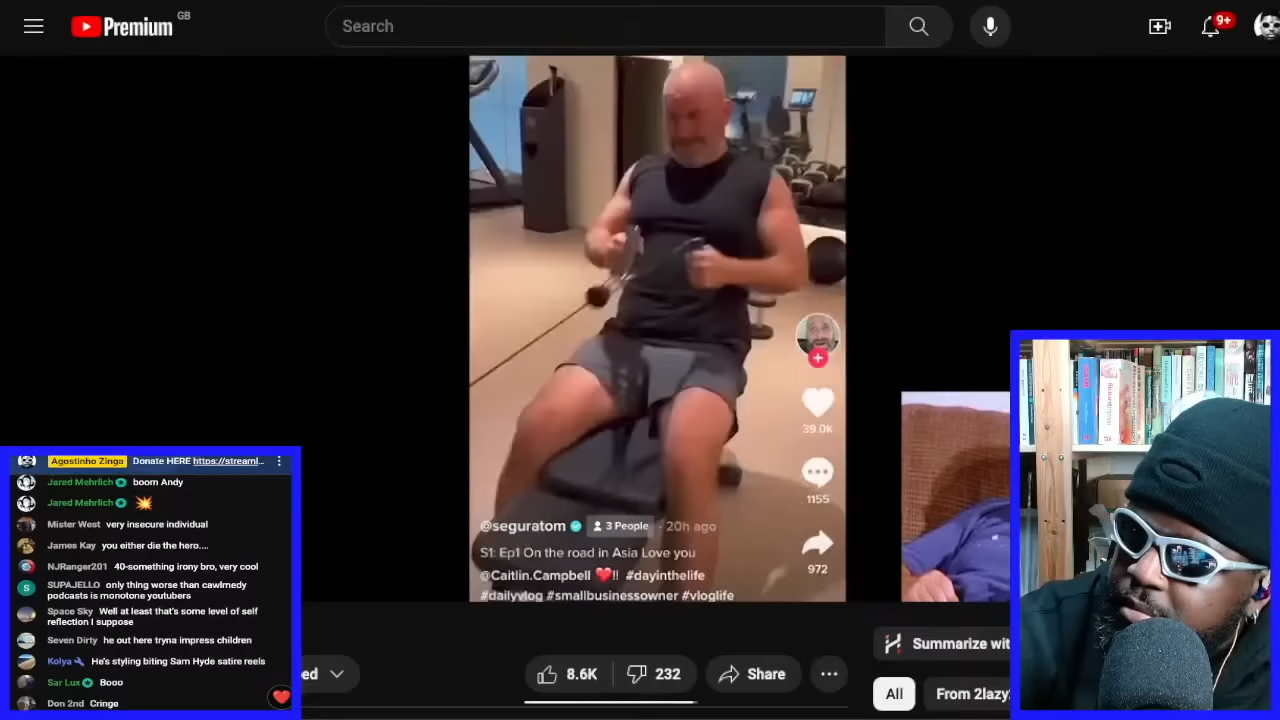 Premium GB
Search
9+
39.0K
1155
972
@seguratom 3 People · 20h ago
S1: Ep1 On the road in Asia Love you
@Caitlin.Campbell ❤️!! #dayinthelife
#dailyvlog #smallbusinessowner #vloglife
Agostinho Zinga Donate HERE https://streaml...
Jared Mehrlich boom Andy
Jared Mehrlich 💥
Mister West very insecure individual
James Kay you either die the hero....
NJRanger201 40-something irony bro, very cool
SUPAJELLO only thing worse than cawlmedy
podcasts is monotone youtubers
Space Sky Well at least that's some level of self
reflection I suppose
Seven Dirty he out here tryna impress children
Kolya He's styling biting Sam Hyde satire reels
Sar Lux Booo
Don 2nd Cringe
ed
8.6K
232
Share
Summarize wit
All
From 2lazy